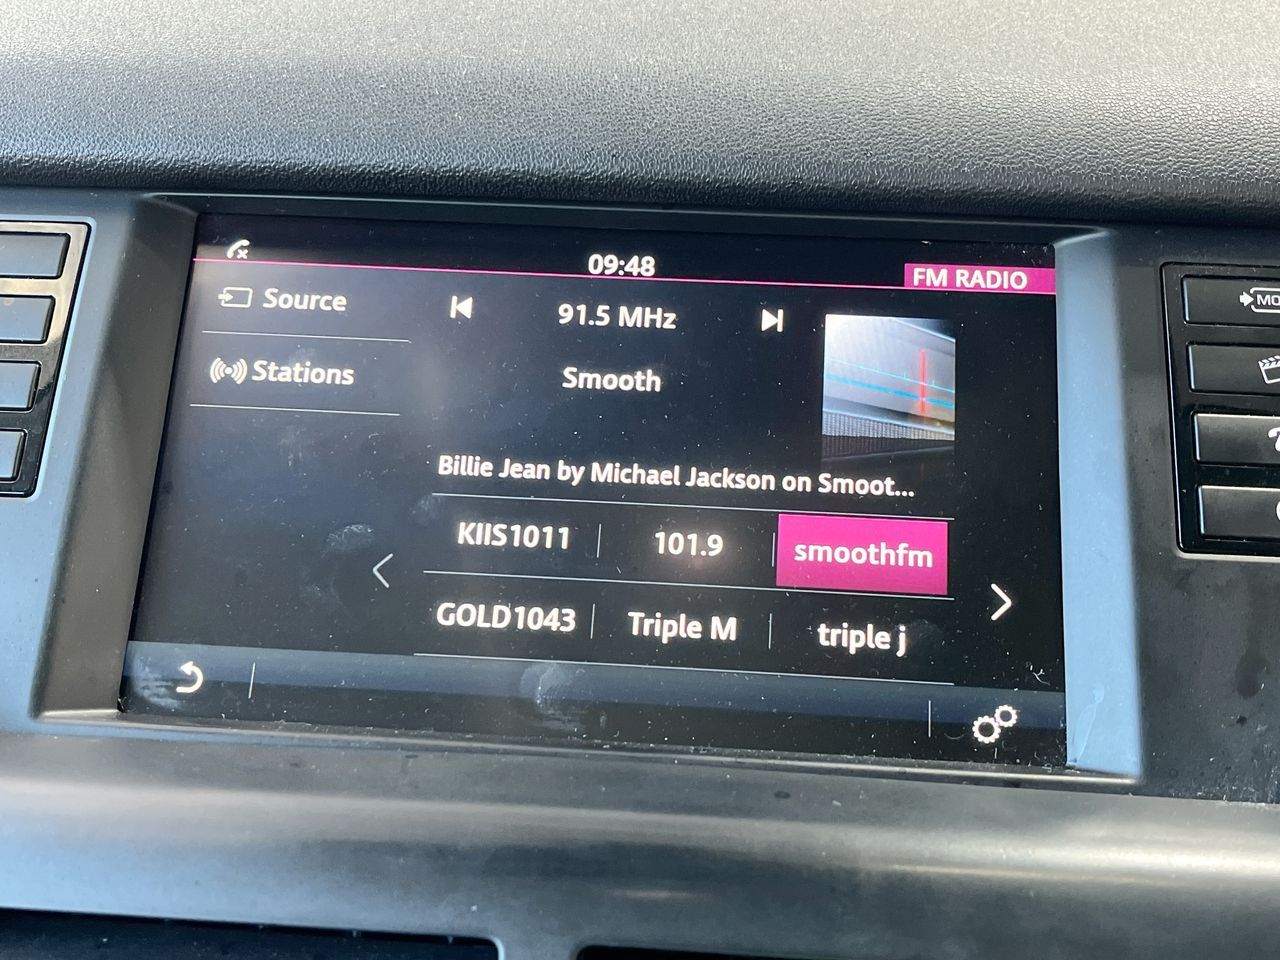 09:48
FM RADIO
Source
91.5 MHz
Stations
Smooth
Billie Jean by Michael Jackson on Smoot...
KIIS1011
101.9
smoothfm
GOLD1043
Triple M
triple j